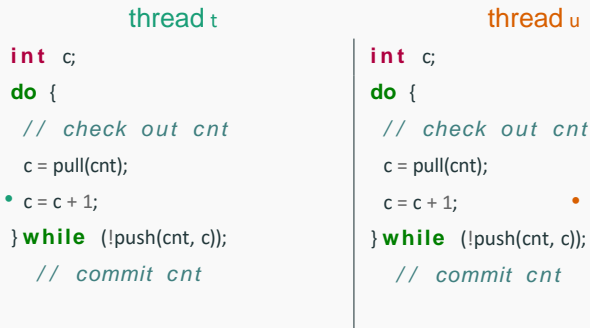 thread t
int c;
do {
// check out cnt
c = pull(cnt);
• c = c + 1;
} while (!push(cnt, c));
// commit cnt
thread u
int c;
do {
// check out cnt
c = pull(cnt);
c = c + 1; •
} while (!push(cnt, c));
// commit cnt